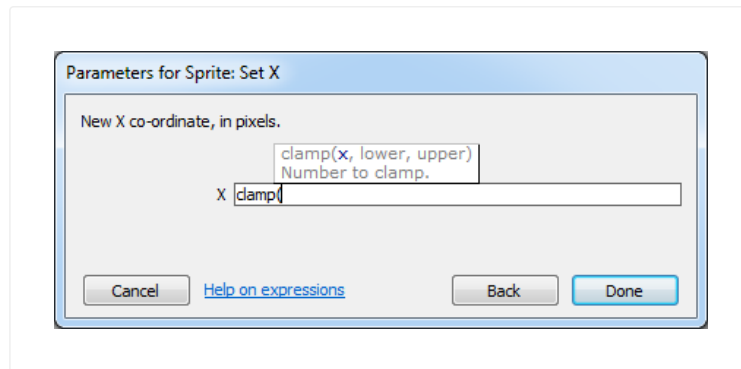 Parameters for Sprite: Set X
New X co-ordinate, in pixels.
clamp(x, lower, upper)
Number to clamp.
X clamp(
Cancel Help on expressions Back Done